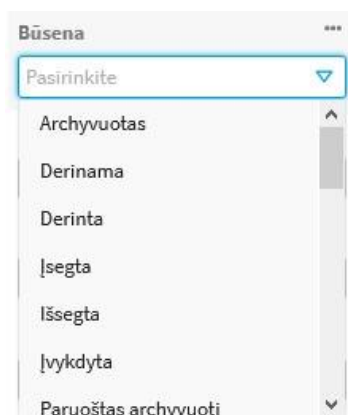 Būsena
Pasirinkite
Archyvuotas
Derinama
Derinta
Įsegta
Išsegta
Įvykdyta
Paruoštas archyvuoti